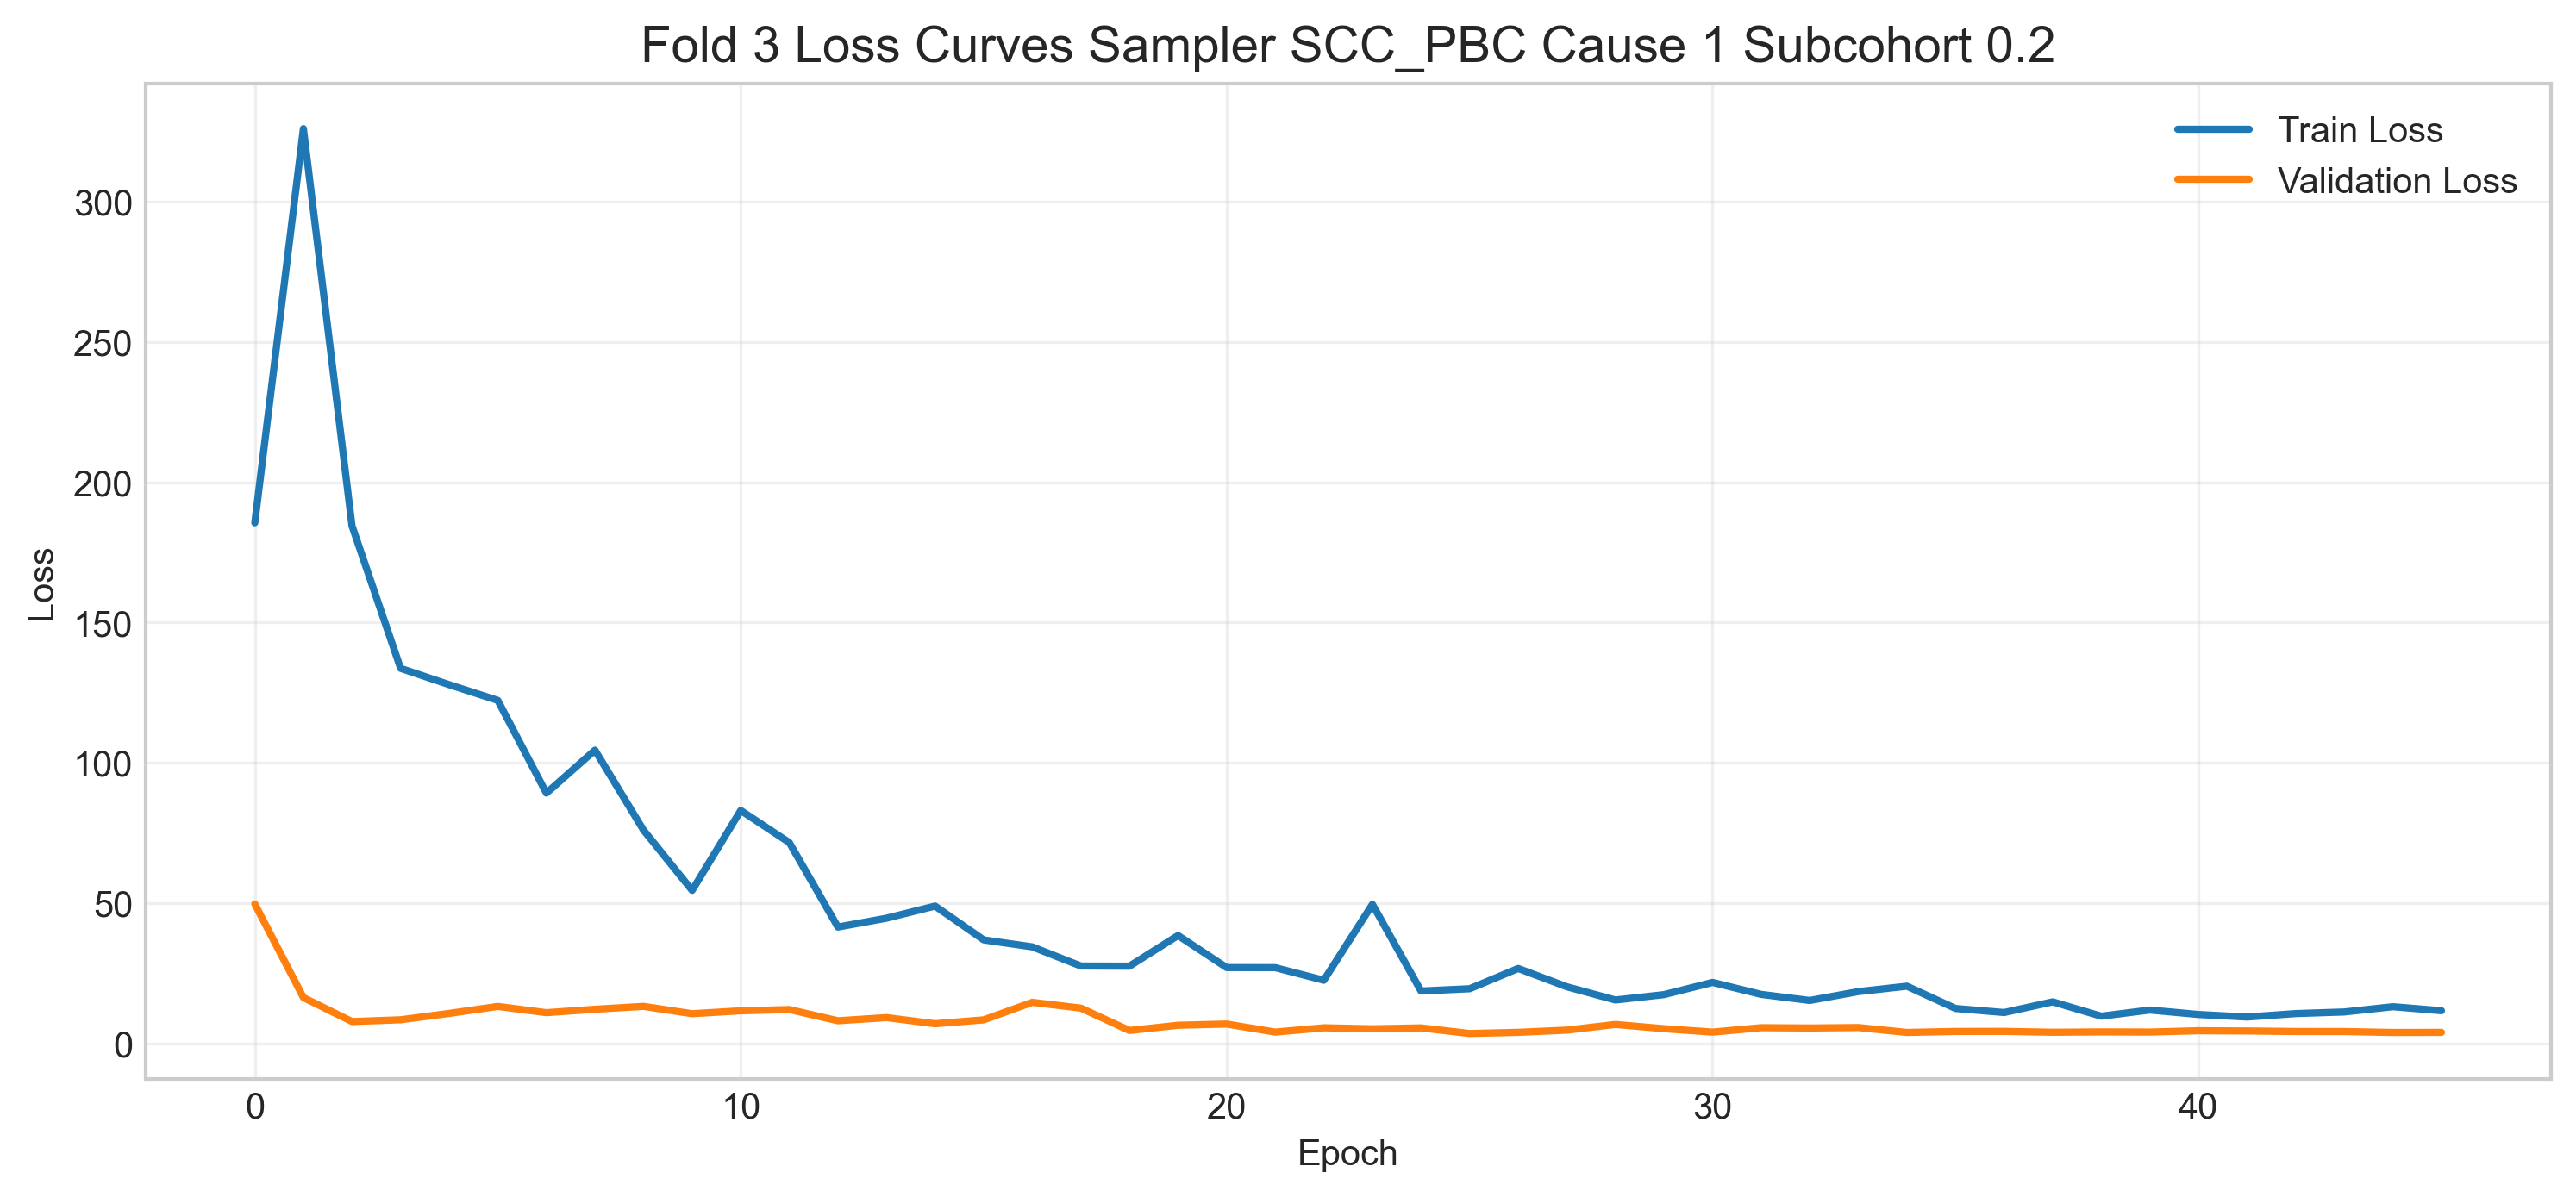 Fold 3 Loss Curves Sampler SCC_PBC Cause 1 Subcohort 0.2
Train Loss
Validation Loss
300
250
200
150
100
50
0
Loss
0 10 20 30 40
Epoch